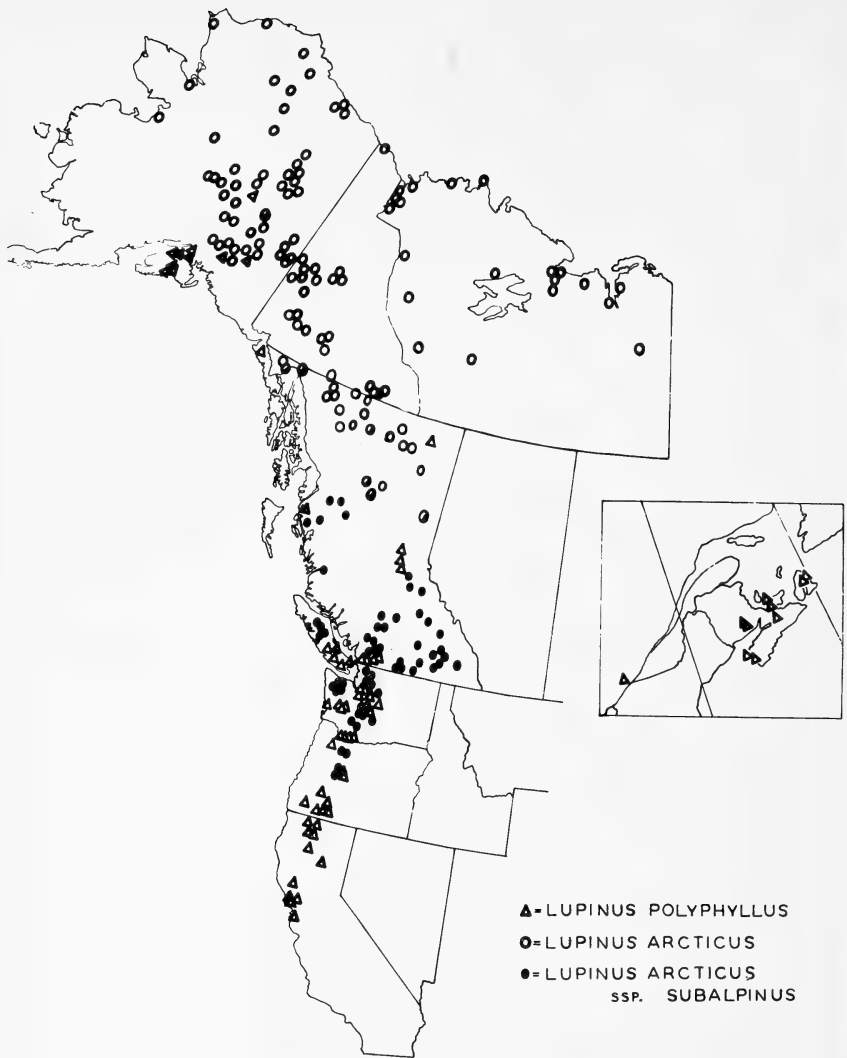 ▲=LUPINUS POLYPHYLLUS
O=LUPINUS ARCTICUS
●=LUPINUS ARCTICUS
SSP. SUBALPINUS